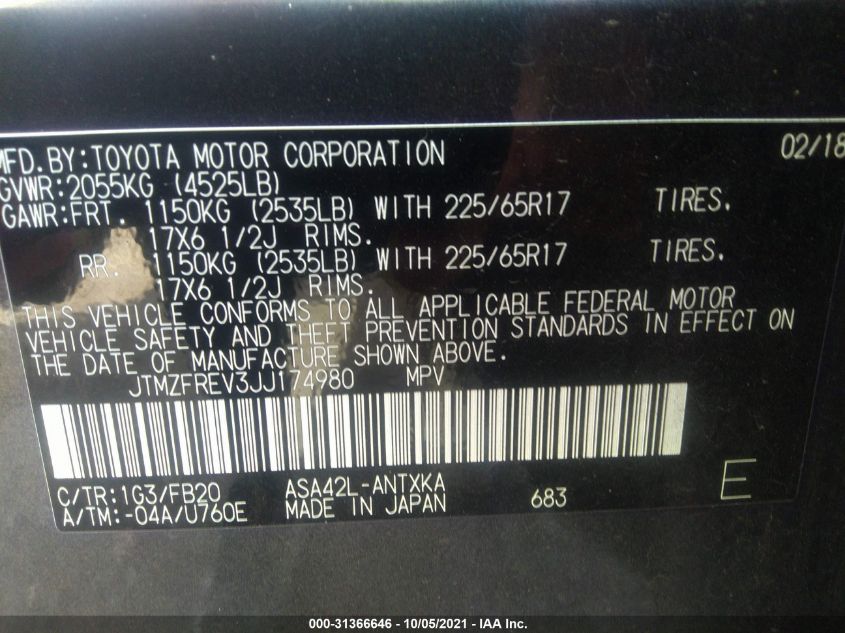 MFD.BY:TOYOTA MOTOR CORPORATION 02/18
GVWR:2055KG (4525LB)
GAWR:FRT. 1150KG (2535LB) WITH 225/65R17 TIRES.
17X6 1/2J RIMS.
RR. 1150KG (2535LB) WITH 225/65R17 TIRES.
17X6 1/2J RIMS.
THIS VEHICLE CONFORMS TO ALL APPLICABLE FEDERAL MOTOR
VEHICLE SAFETY AND THEFT PREVENTION STANDARDS IN EFFECT ON
THE DATE OF MANUFACTURE SHOWN ABOVE.
JTMZFREV3JJ174980 MPV
C/TR:1G3/FB20 ASA42L-ANTXKA
A/TM:-04A/U760E MADE IN JAPAN 683 E
000-31366646 - 10/05/2021 - IAA Inc.